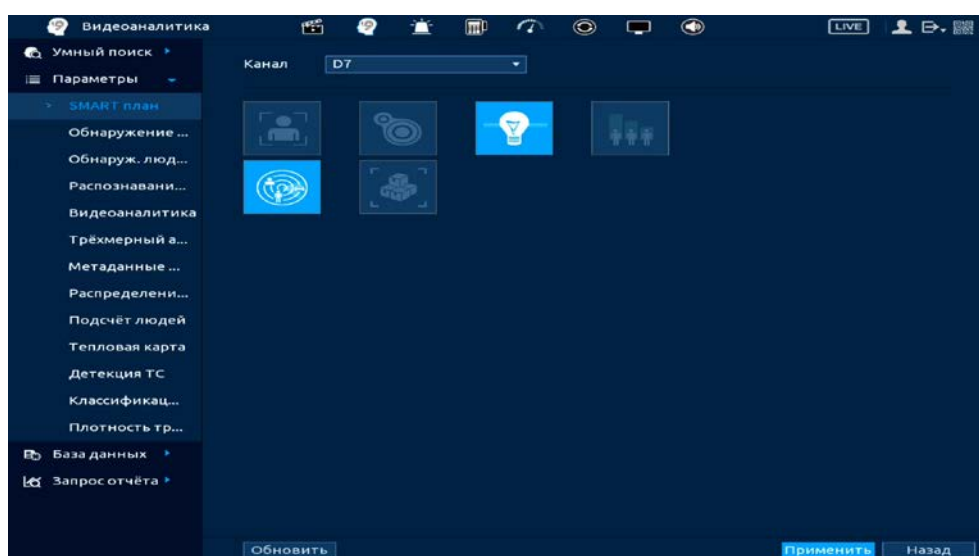 Видеоаналитика
LIVE
Умный поиск
Параметры
SMART план
Обнаружение ...
Обнаруж. люд...
Распознавани...
Видеоаналитика
Трёхмерный а...
Метаданные ...
Распределени...
Подсчёт людей
Тепловая карта
Детекция ТС
Классификац...
Плотность тр...
База данных
Запрос отчёта
Канал D7
Обновить
Применить Назад